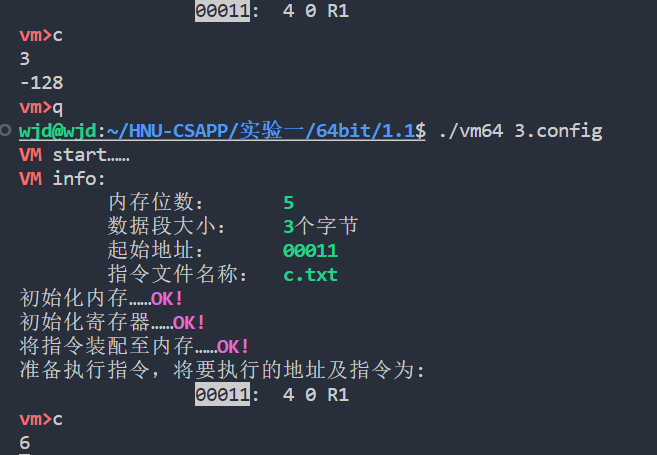 00011: 4 0 R1
vm>c
3
-128
vm>q
wjd@wjd:~/HNU-CSAPP/实验一/64bit/1.1$ ./vm64 3.config
VM start……
VM info:
内存位数: 5
数据段大小: 3个字节
起始地址: 00011
指令文件名称: c.txt
初始化内存……OK!
初始化寄存器……OK!
将指令装配至内存……OK!
准备执行指令，将要执行的地址及指令为:
00011: 4 0 R1
vm>c
6